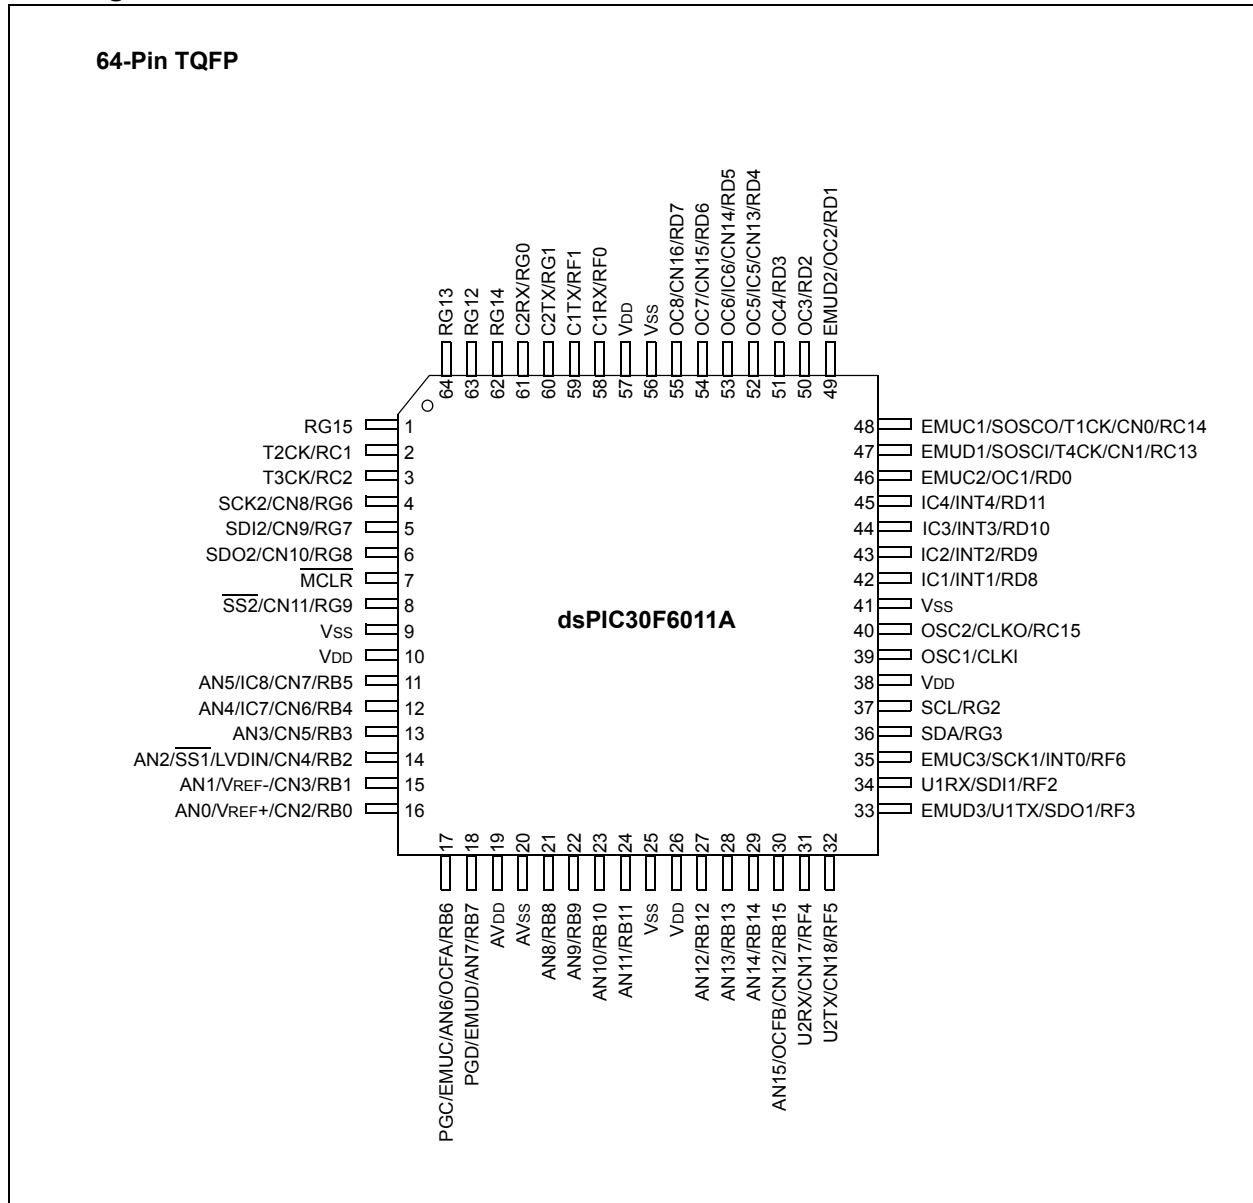 64-Pin TQFP
RG13
RG12
RG14
C2RX/RG0
C2TX/RG1
C1TX/RF1
C1RX/RF0
VDD
VSS
OC8/CN16/RD7
OC7/CN15/RD6
OC6/IC6/CN14/RD5
OC5/IC5/CN13/RD4
OC4/RD3
OC3/RD2
EMUD2/OC2/RD1
64 63 62 61 60 59 58 57 56 55 54 53 52 51 50 49
RG15 1
T2CK/RC1 2
T3CK/RC2 3
SCK2/CN8/RG6 4
SDI2/CN9/RG7 5
SDO2/CN10/RG8 6
MCLR 7
SS2/CN11/RG9 8
VSS 9
VDD 10
AN5/IC8/CN7/RB5 11
AN4/IC7/CN6/RB4 12
AN3/CN5/RB3 13
AN2/SS1/LVDIN/CN4/RB2 14
AN1/VREF-/CN3/RB1 15
AN0/VREF+/CN2/RB0 16
dsPIC30F6011A
48 EMUC1/SOSCO/T1CK/CN0/RC14
47 EMUD1/SOSCI/T4CK/CN1/RC13
46 EMUC2/OC1/RD0
45 IC4/INT4/RD11
44 IC3/INT3/RD10
43 IC2/INT2/RD9
42 IC1/INT1/RD8
41 VSS
40 OSC2/CLKO/RC15
39 OSC1/CLKI
38 VDD
37 SCL/RG2
36 SDA/RG3
35 EMUC3/SCK1/INT0/RF6
34 U1RX/SDI1/RF2
33 EMUD3/U1TX/SDO1/RF3
17 18 19 20 21 22 23 24 25 26 27 28 29 30 31 32
PGC/EMUC/AN6/OCFA/RB6
PGD/EMUD/AN7/RB7
AVDD
AVSS
AN8/RB8
AN9/RB9
AN10/RB10
AN11/RB11
VSS
VDD
AN12/RB12
AN13/RB13
AN14/RB14
AN15/OCFB/CN12/RB15
U2RX/CN17/RF4
U2TX/CN18/RF5